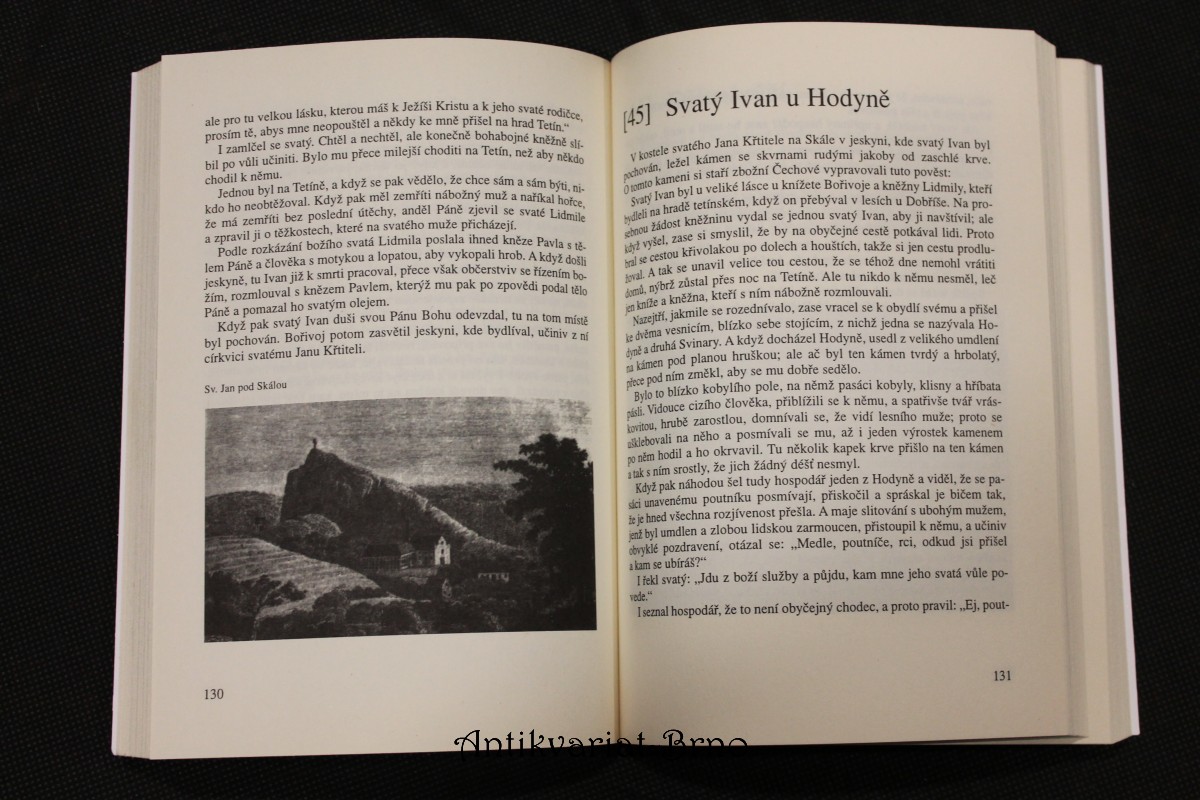 ale pro tu velkou lásku, kterou máš k Ježíši Kristu a k jeho svaté rodičce,
prosím tě, abys mne neopouštěl a někdy ke mně přišel na hrad Tetín.“
I zamlčel se svatý. Chtěl a nechtěl, ale konečně bohabojné kněžně slí-
bil po vůli učiniti. Bylo mu přece milejší choditi na Tetín, než aby někdo
chodil k němu.
Jednou byl na Tetíně, a když se pak vědělo, že chce sám a sám býti, ni-
kdo ho neobtěžoval. Když pak měl zemříti nábožný muž a naříkal hořce,
že má zemříti bez poslední útěchy, anděl Páně zjevil se svaté Lidmile
a zpravil ji o těžkostech, které na svatého muže přicházejí.
Podle rozkázání božího svatá Lidmila poslala ihned kněze Pavla s tě-
lem Páně a člověka s motykou a lopatou, aby vykopali hrob. A když došli
jeskyně, tu Ivan již k smrti pracoval, přece však občerstviv se řízením bo-
žím, rozmlouval s knězem Pavlem, kterýž mu pak po zpovědi podal tělo
Páně a pomazal ho svatým olejem.
Když pak svatý Ivan duši svou Pánu Bohu odevzdal, tu na tom místě
byl pochován. Bořivoj potom zasvětil jeskyni, kde bydlíval, učiniv z ní
církvici svatému Janu Křtiteli.
Sv. Jan pod Skálou
130
[45] Svatý Ivan u Hodyně
V kostele svatého Jana Křtitele na Skále v jeskyni, kde svatý Ivan byl
pochován, ležel kámen se skvrnami rudými jakoby od zaschlé krve.
O tomto kameni si staří zbožní Čechové vypravovali tuto pověst:
Svatý Ivan byl u veliké lásce u knížete Bořivoje a kněžny Lidmily, kteří
bydleli na hradě tetínském, když on přebýval v lesích u Dobříše. Na pro-
sebnou žádost kněžninu vydal se jednou svatý Ivan, aby ji navštívil; ale
když vyšel, zase si smyslil, že by na obyčejné cestě potkával lidi. Proto
bral se cestou křivolakou po dolech a houštích, takže si jen cestu prodlu-
žoval. A tak se unavil velice tou cestou, že se téhož dne nemohl vrátiti
domů, nýbrž zůstal přes noc na Tetíně. Ale tu nikdo k němu nesměl, leč
jen kníže a kněžna, kteří s ním nábožně rozmlouvali.
Nazejtří, jakmile se rozednívalo, zase vracel se k obydlí svému a přišel
ke dvěma vesnicím, blízko sebe stojícím, z nichž jedna se nazývala Ho-
dyně a druhá Svinary. A když docházel Hodyně, usedl z velikého umdlení
na kámen pod planou hruškou; ale ač byl ten kámen tvrdý a hrbolatý,
přece pod ním změkl, aby se mu dobře sedělo.
Bylo to blízko kobylího pole, na němž pasáci kobyly, klisny a hříbata
pásli. Vidouce cizího člověka, přiblížili se k němu, a spatřivše tvář vrás-
kovitou, hrubě zarostlou, domnívali se, že vidí lesního muže; proto se
ušklebovali na něho a posmívali se mu, až i jeden výrostek kamenem
po něm hodil a ho okrvavil. Tu několik kapek krve přišlo na ten kámen
a tak s ním srostly, že jich žádný déšť nesmyl.
Když pak náhodou šel tudy hospodář jeden z Hodyně a viděl, že se pa-
sáci unavenému poutníku posmívají, přiskočil a spráskal je bičem tak,
že je hned všechna rozjívenost přešla. A maje slitování s ubohým mužem,
jenž byl umdlen a zlobou lidskou zarmoucen, přistoupil k němu, a učiniv
obvyklé pozdravení, otázal se: „Medle, poutníče, rci, odkud jsi přišel
a kam se ubíráš?“
I řekl svatý: „Jdu z boží služby a půjdu, kam mne jeho svatá vůle po-
vede.“
I seznal hospodář, že to není obyčejný chodec, a proto pravil: „Ej, pout-
131
Antikvariat Brno